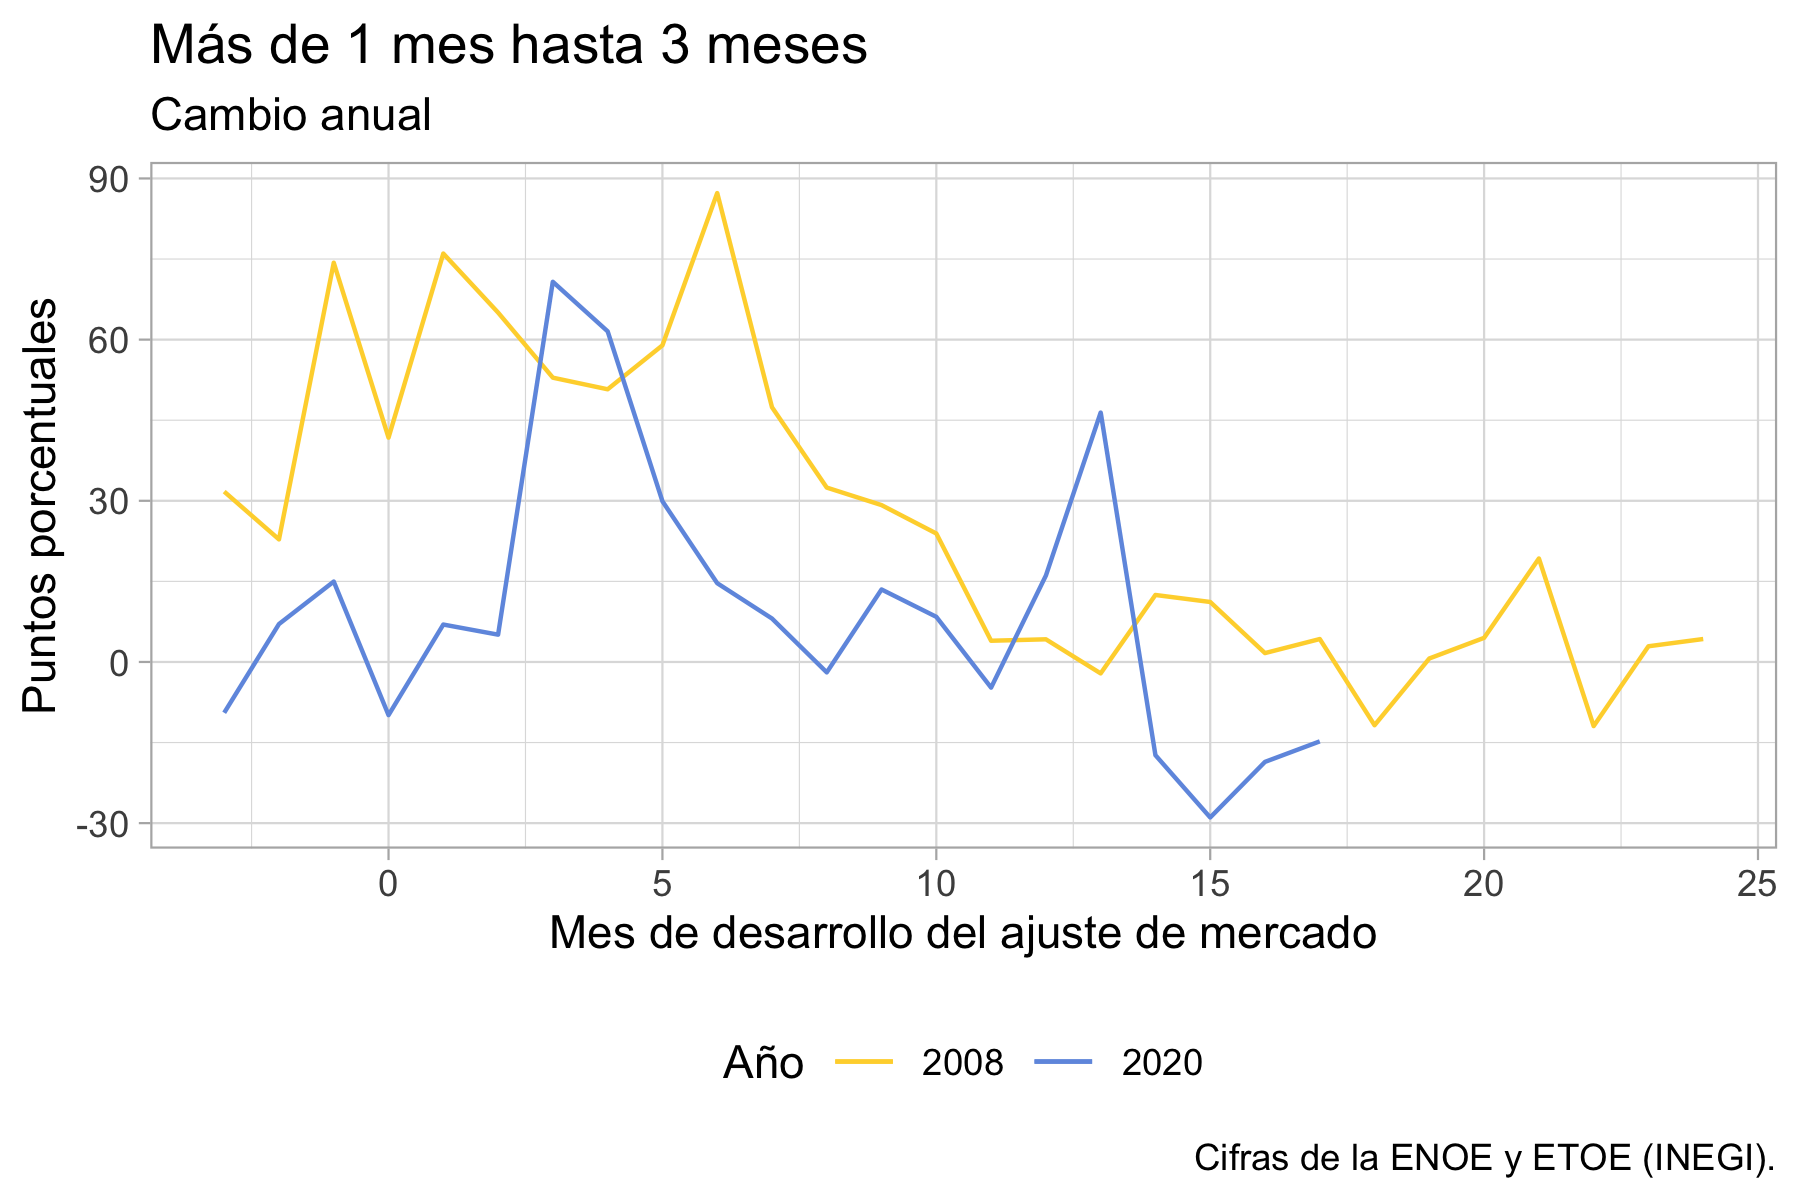 Más de 1 mes hasta 3 meses
Cambio anual
Puntos porcentuales
90
60
30
0
-30
0 5 10 15 20 25
Mes de desarrollo del ajuste de mercado
Año 2008 2020
Cifras de la ENOE y ETOE (INEGI).